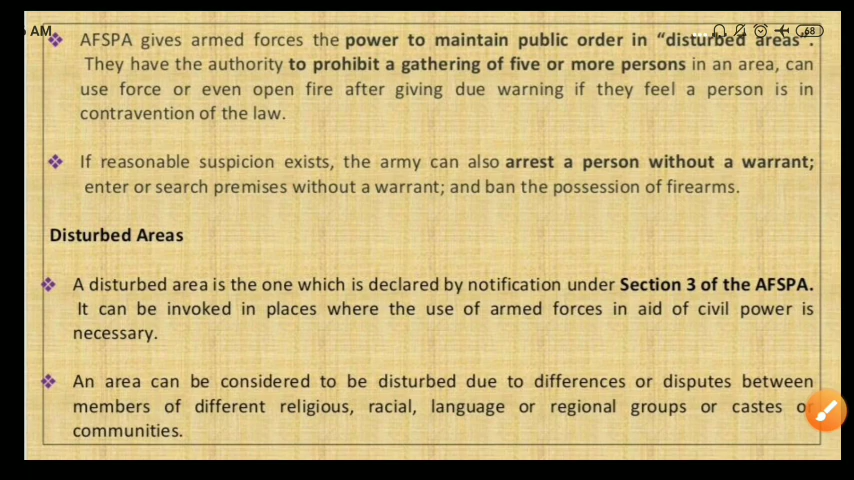 AM
68
❖ AFSPA gives armed forces the power to maintain public order in “disturbed areas”.
They have the authority to prohibit a gathering of five or more persons in an area, can
use force or even open fire after giving due warning if they feel a person is in
contravention of the law.
❖ If reasonable suspicion exists, the army can also arrest a person without a warrant;
enter or search premises without a warrant; and ban the possession of firearms.
Disturbed Areas
❖ A disturbed area is the one which is declared by notification under Section 3 of the AFSPA.
It can be invoked in places where the use of armed forces in aid of civil power is
necessary.
❖ An area can be considered to be disturbed due to differences or disputes between
members of different religious, racial, language or regional groups or castes or
communities.